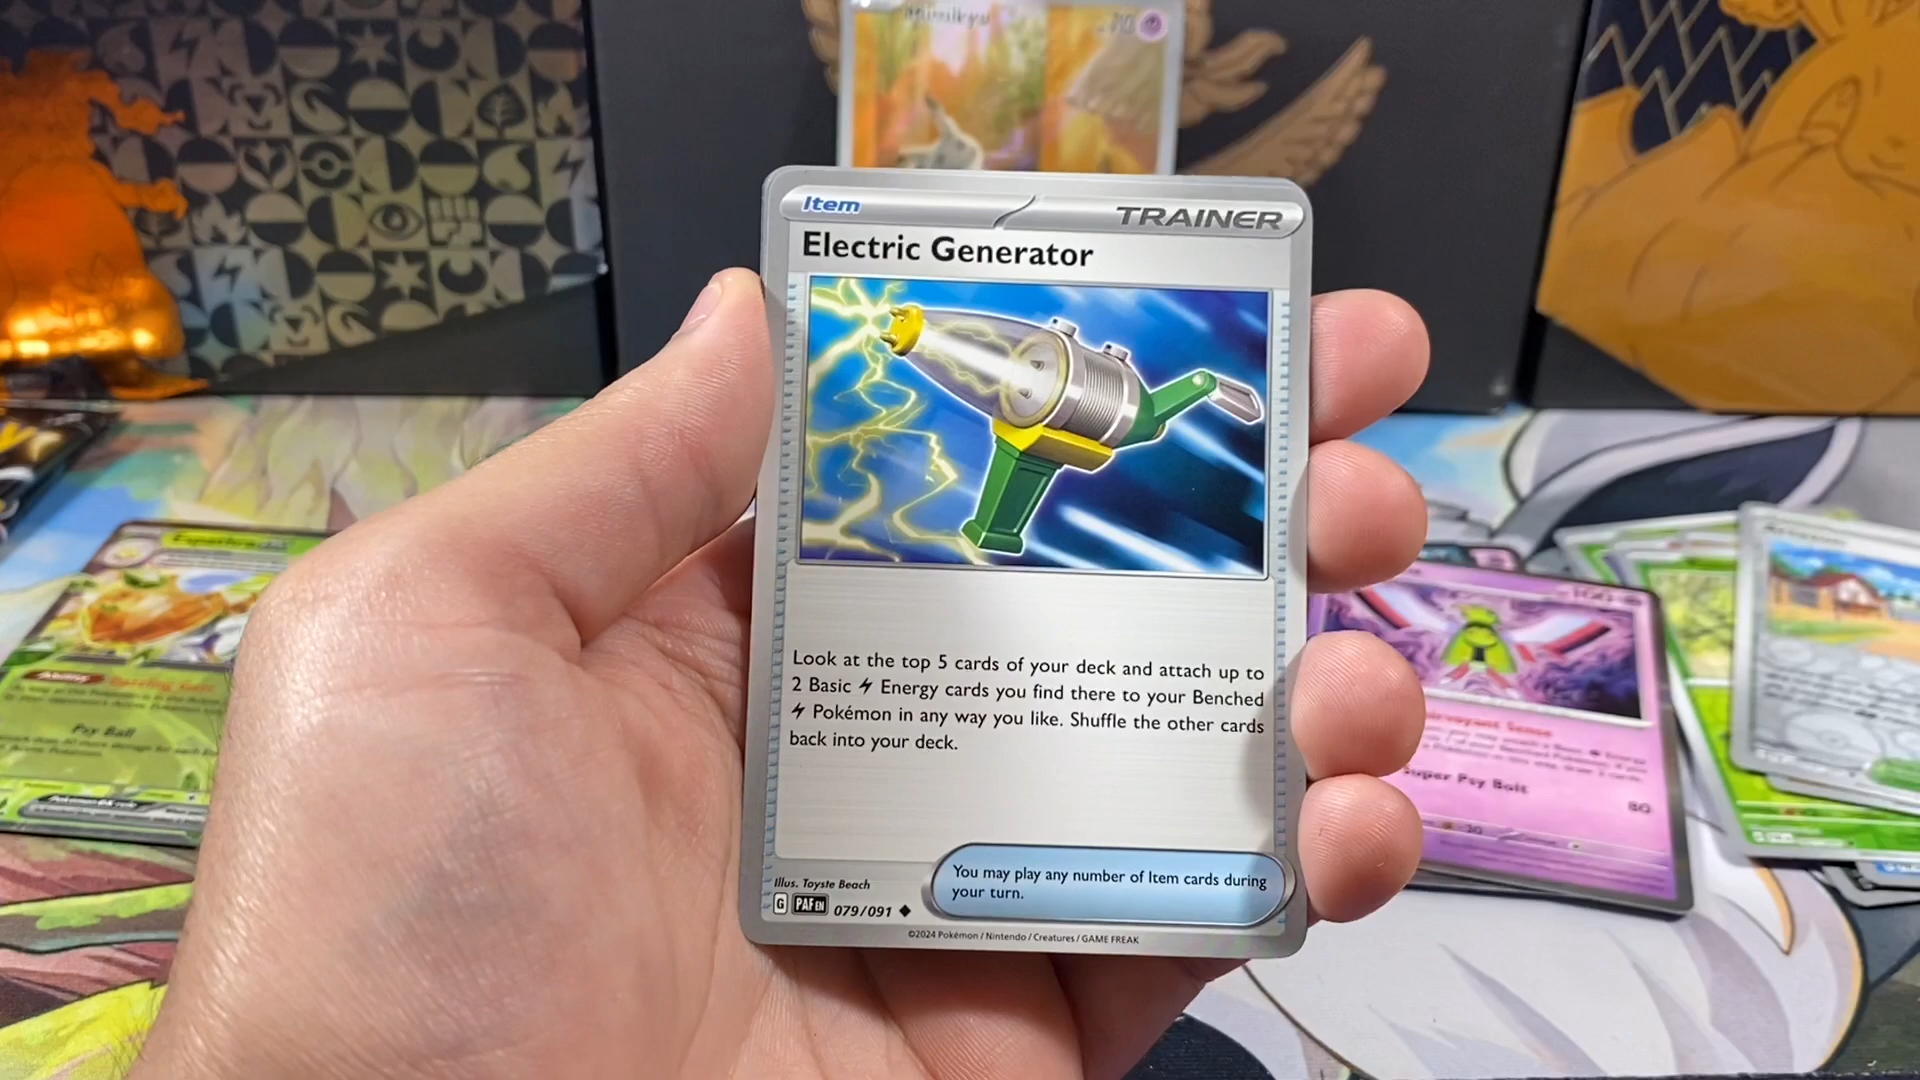 Item
TRAINER
Electric Generator
Look at the top 5 cards of your deck and attach up to
2 Basic Energy cards you find there to your Benched
Pokémon in any way you like. Shuffle the other cards
back into your deck.
You may play any number of Item cards during
your turn.
Illus. Toyste Beach
G PAF EN 079/091
©2024 Pokémon / Nintendo / Creatures / GAME FREAK
Psy Ball
100
Super Psy Bolt
80